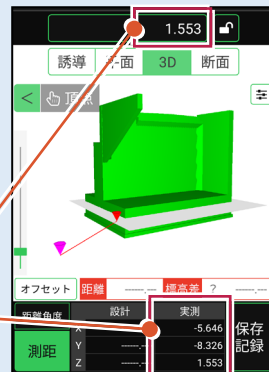 1.553
誘導 平面 3D 断面
< 頂点
オフセット 距離 ---.--- 標高差 ? ---.---
距離角度 設計 実測
X -5.646
測距 Y ---.--- -8.326
Z ---.--- 1.553
保存
記録